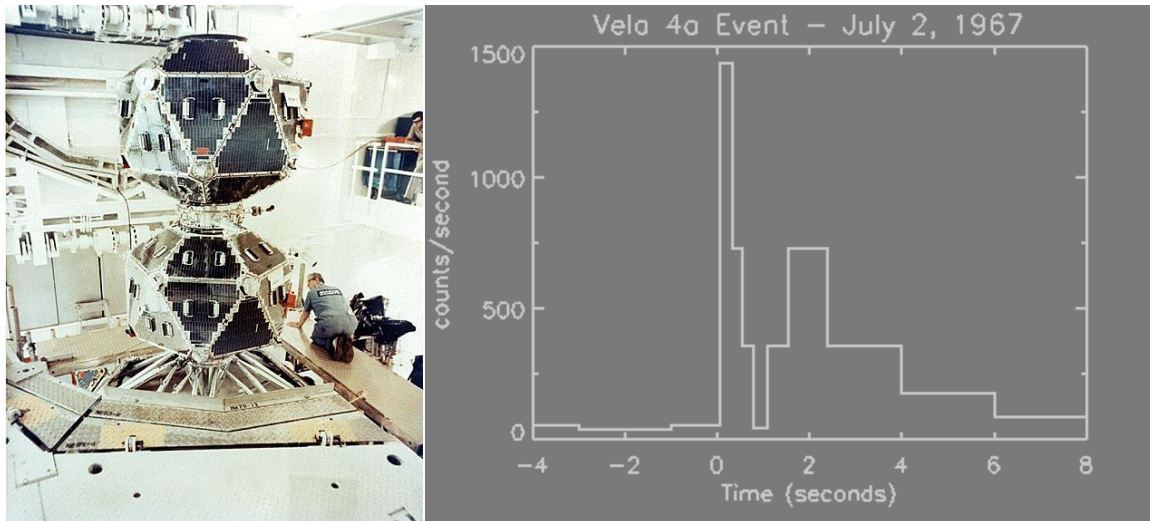 Vela 4a Event – July 2, 1967
counts/second
1500
1000
500
0
−4 −2 0 2 4 6 8
Time (seconds)